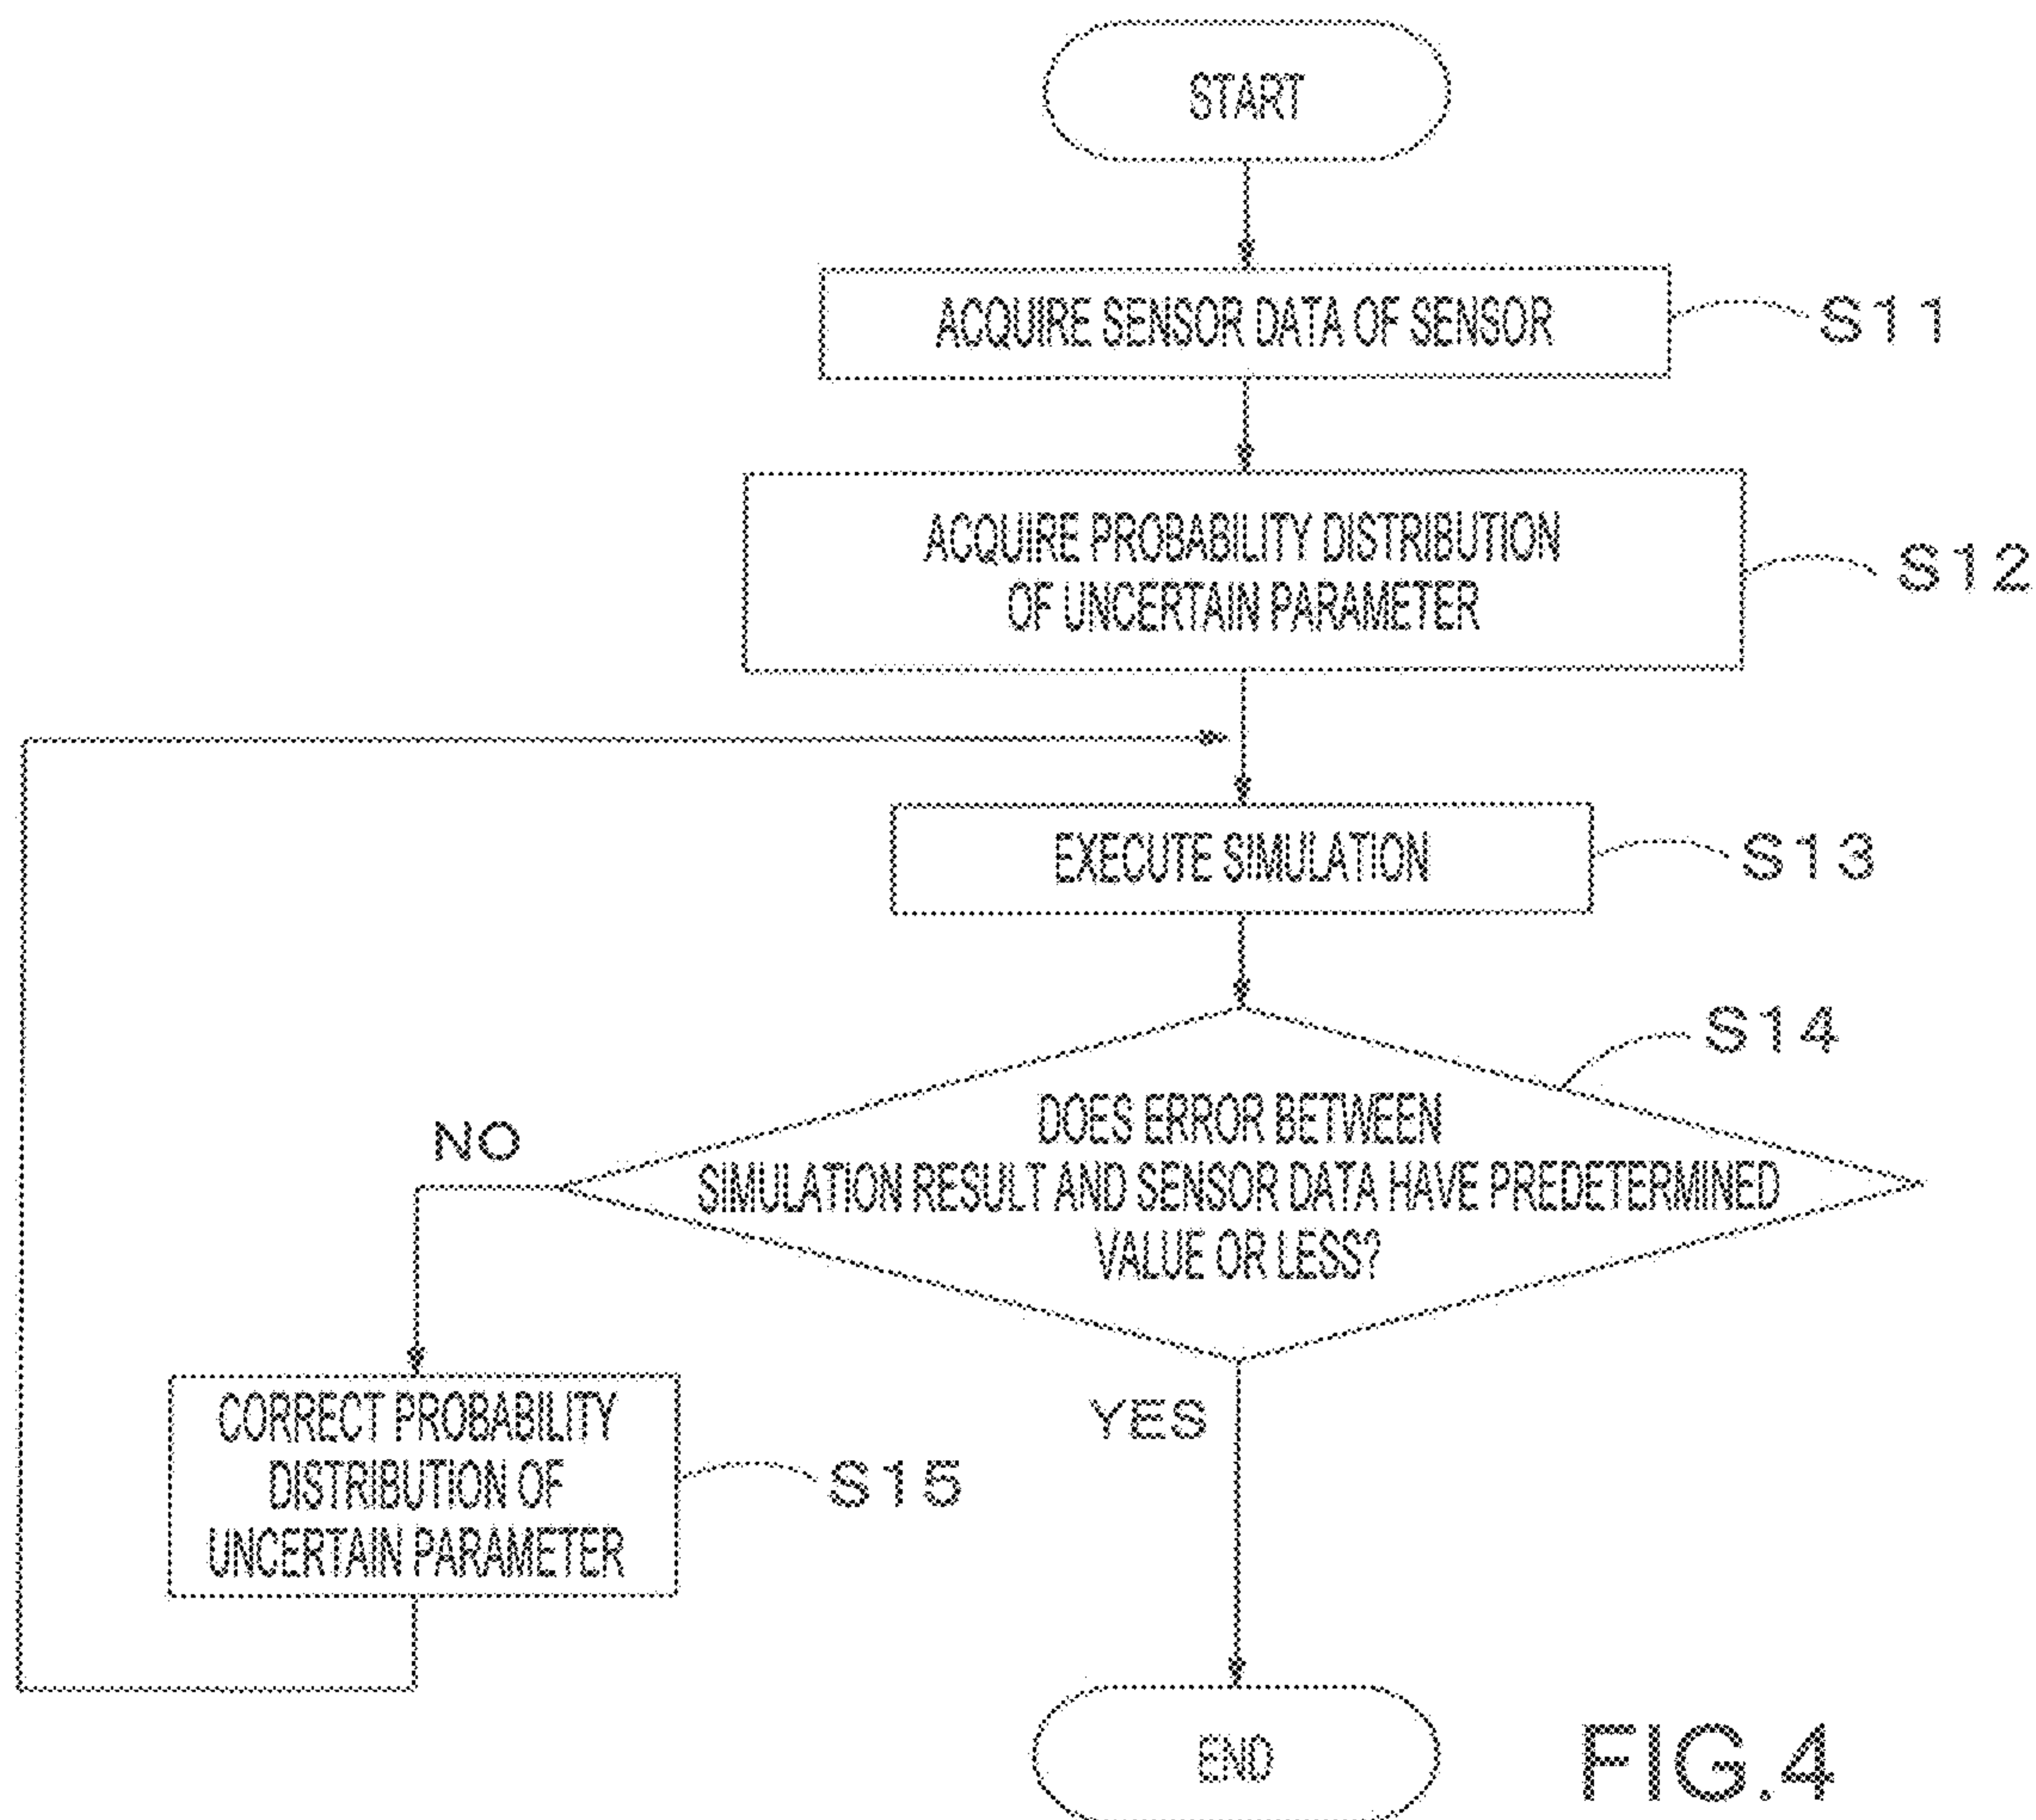 START
ACQUIRE SENSOR DATA OF SENSOR
S11
ACQUIRE PROBABILITY DISTRIBUTION
OF UNCERTAIN PARAMETER
S12
EXECUTE SIMULATION
S13
S14
DOES ERROR BETWEEN
SIMULATION RESULT AND SENSOR DATA HAVE PREDETERMINED
VALUE OR LESS?
NO
YES
CORRECT PROBABILITY
DISTRIBUTION OF
UNCERTAIN PARAMETER
S15
END
FIG.4